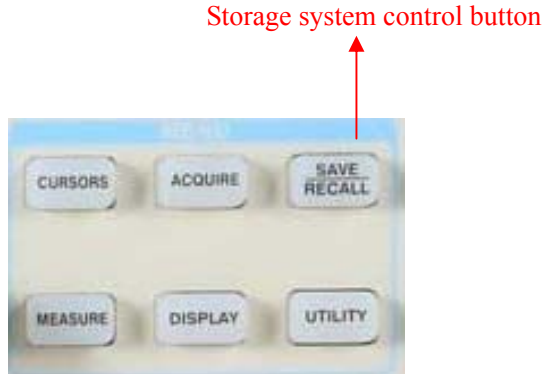 Storage system control button
CURSORS
ACQUIRE
SAVE
RECALL
MEASURE
DISPLAY
UTILITY